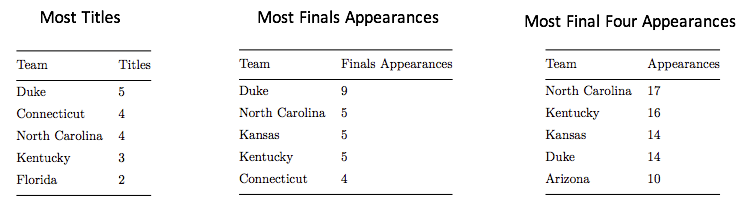 Most Titles
Team Titles
Duke 5
Connecticut 4
North Carolina 4
Kentucky 3
Florida 2
Most Finals Appearances
Team Finals Appearances
Duke 9
North Carolina 5
Kansas 5
Kentucky 5
Connecticut 4
Most Final Four Appearances
Team Appearances
North Carolina 17
Kentucky 16
Kansas 14
Duke 14
Arizona 10